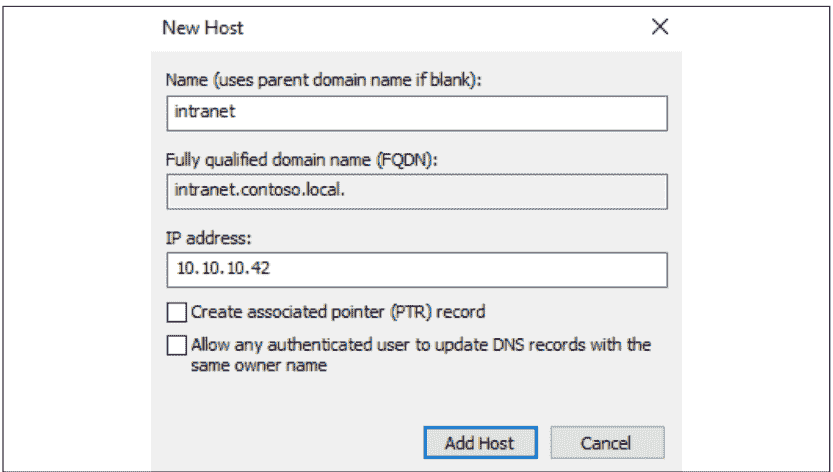 New Host
Name (uses parent domain name if blank):
intranet
Fully qualified domain name (FQDN):
intranet.contoso.local.
IP address:
10.10.10.42
Create associated pointer (PTR) record
Allow any authenticated user to update DNS records with the
same owner name
Add Host
Cancel